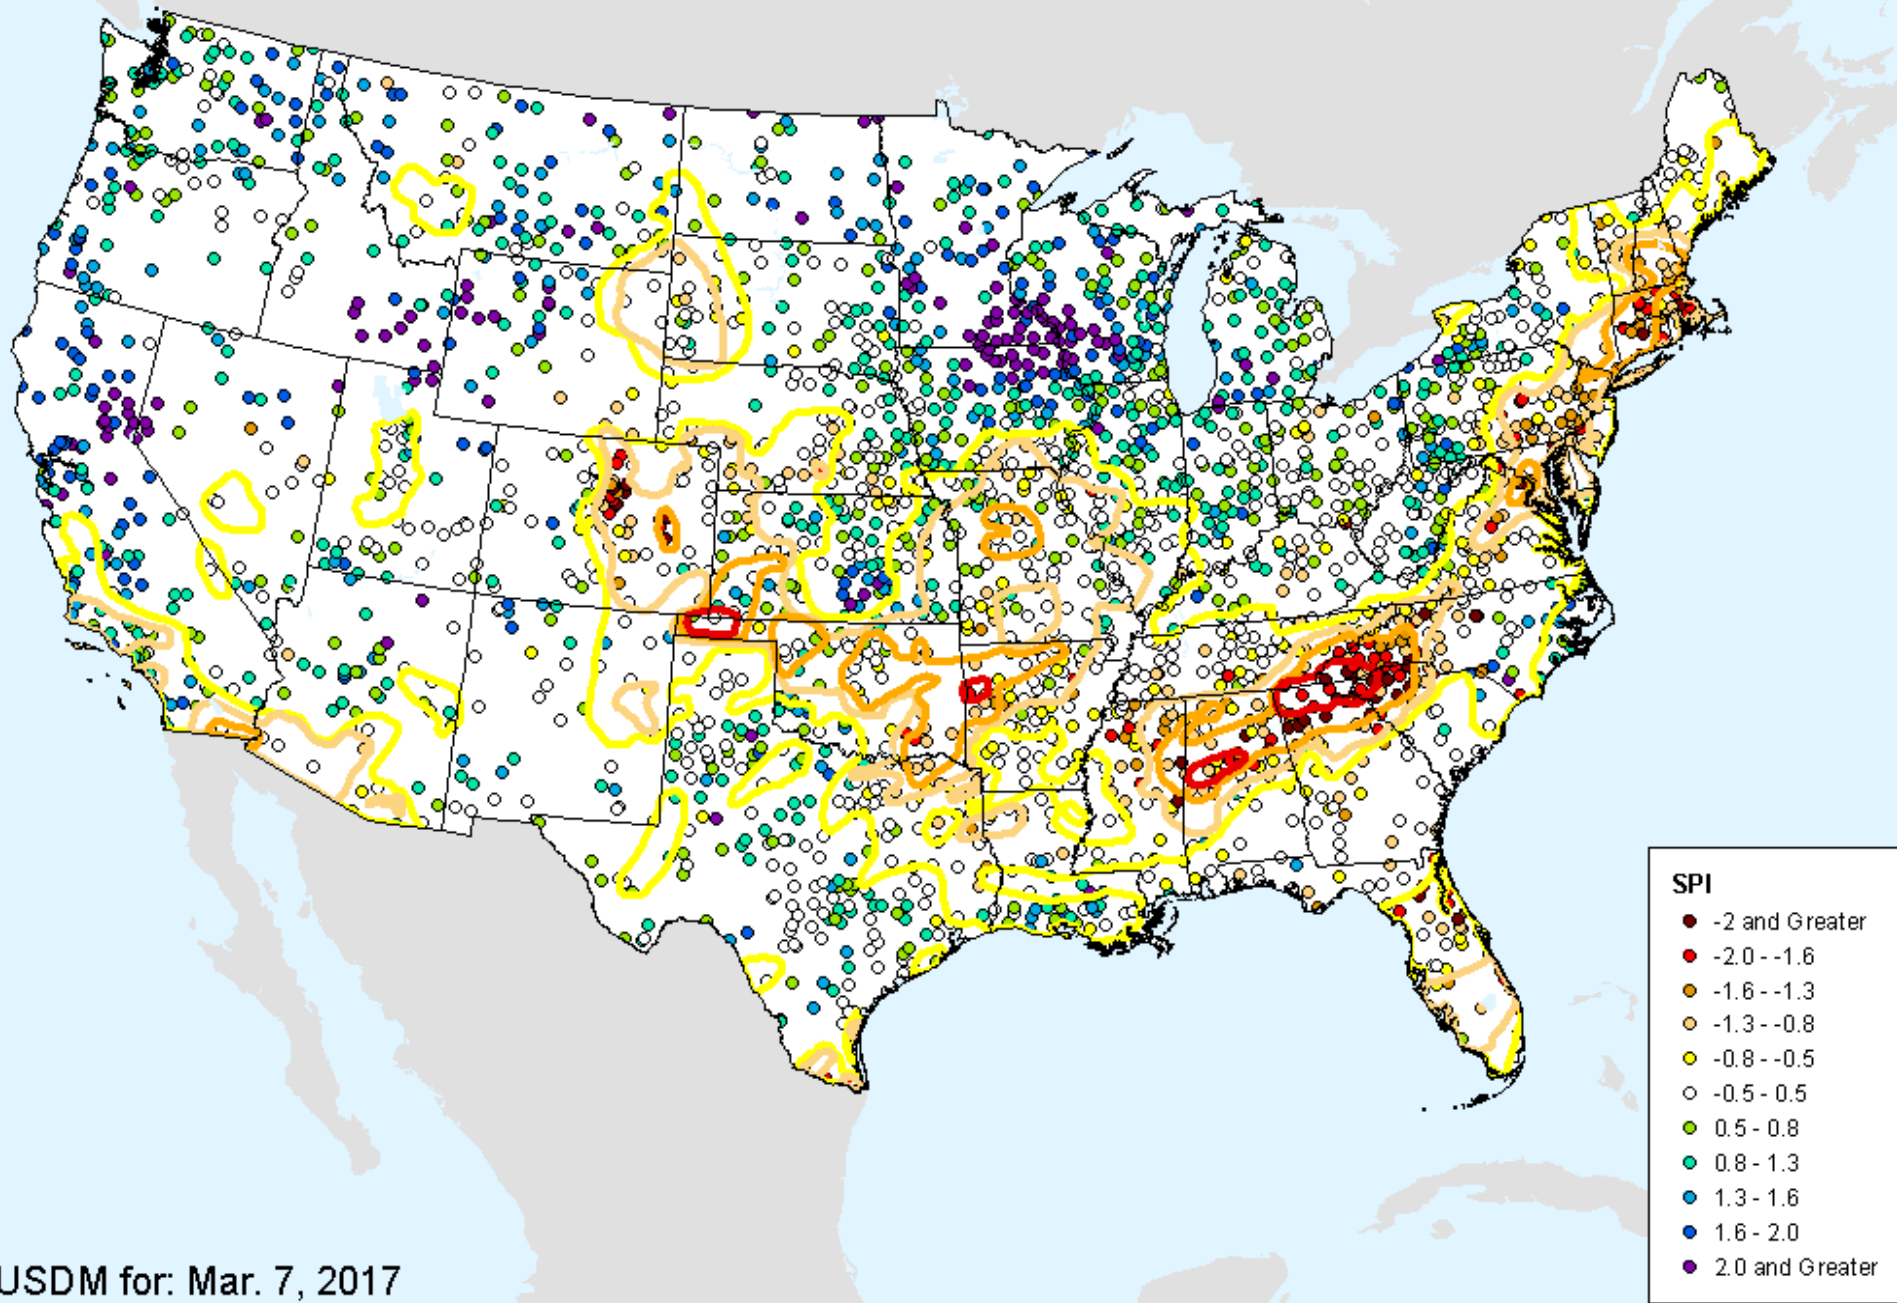 SPI
-2 and Greater
-2.0 - -1.6
-1.6 - -1.3
-1.3 - -0.8
-0.8 - -0.5
-0.5 - 0.5
0.5 - 0.8
0.8 - 1.3
1.3 - 1.6
1.6 - 2.0
2.0 and Greater
USDM for: Mar. 7, 2017